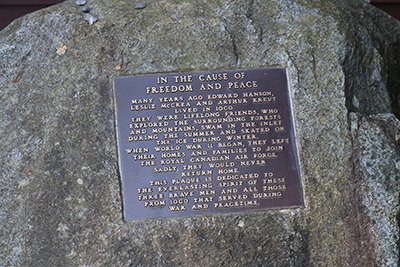 IN THE CAUSE OF
FREEDOM AND PEACE
MANY YEARS AGO EDWARD HANSON,
LESLIE McCREA AND ARTHUR KREUT
LIVED IN IOCO
THEY WERE LIFELONG FRIENDS WHO
EXPLORED THE SURROUNDING FORESTS
AND MOUNTAINS, SWAM IN THE INLET
DURING THE SUMMER AND SKATED ON
THE ICE DURING WINTER.
WHEN WORLD WAR II BEGAN, THEY LEFT
THEIR HOMES AND FAMILIES TO JOIN
THE ROYAL CANADIAN AIR FORCE.
SADLY, THEY WOULD NEVER
RETURN HOME.
THIS PLAQUE IS DEDICATED TO
THE EVERLASTING SPIRIT OF THESE
THREE BRAVE MEN AND ALL THOSE
FROM IOCO THAT SERVED DURING
WAR AND PEACETIME.